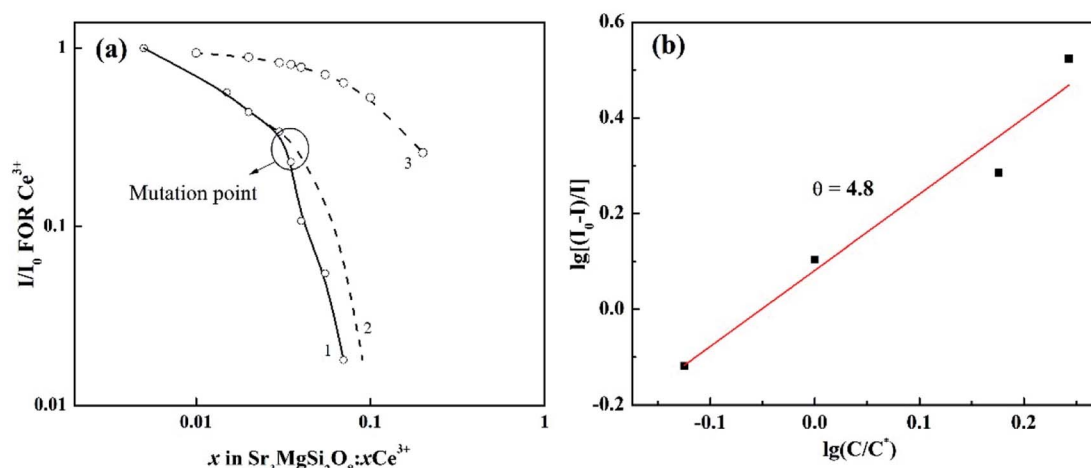 (a)
1
0.1
0.01
I/I₀ FOR Ce³⁺
Mutation point
1
2
3
0.01 0.1 1
x in Sr₃MgSi₂O₈:xCe³⁺
(b)
0.6
0.4
0.2
0.0
-0.2
lg[(I₀-I)/I]
θ = 4.8
-0.1 0.0 0.1 0.2
lg(C/C*)